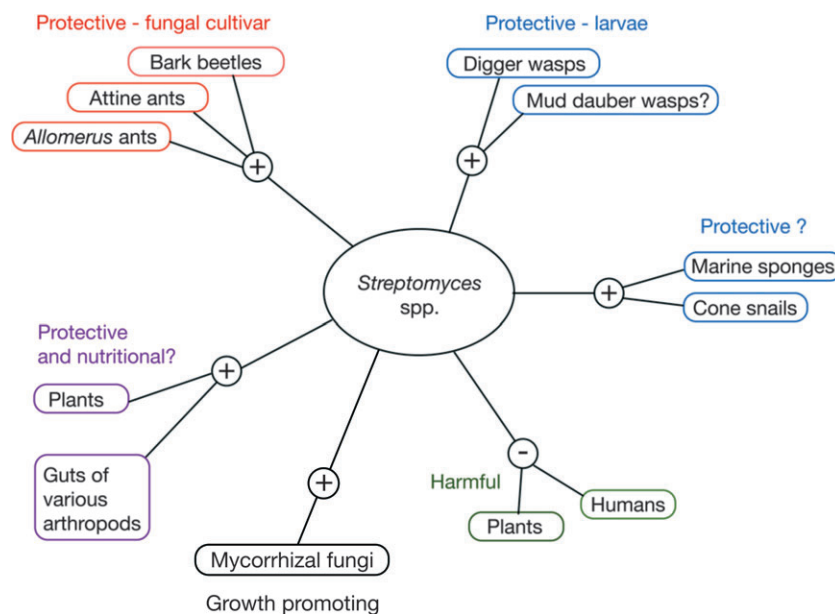 Protective - fungal cultivar
Bark beetles
Attine ants
Allomerus ants
+
Protective - larvae
Digger wasps
Mud dauber wasps?
+
Protective ?
Marine sponges
Cone snails
+
Streptomyces
spp.
Protective
and nutritional?
+
Plants
Guts of
various
arthropods
+
Mycorrhizal fungi
Growth promoting
-
Harmful
Humans
Plants